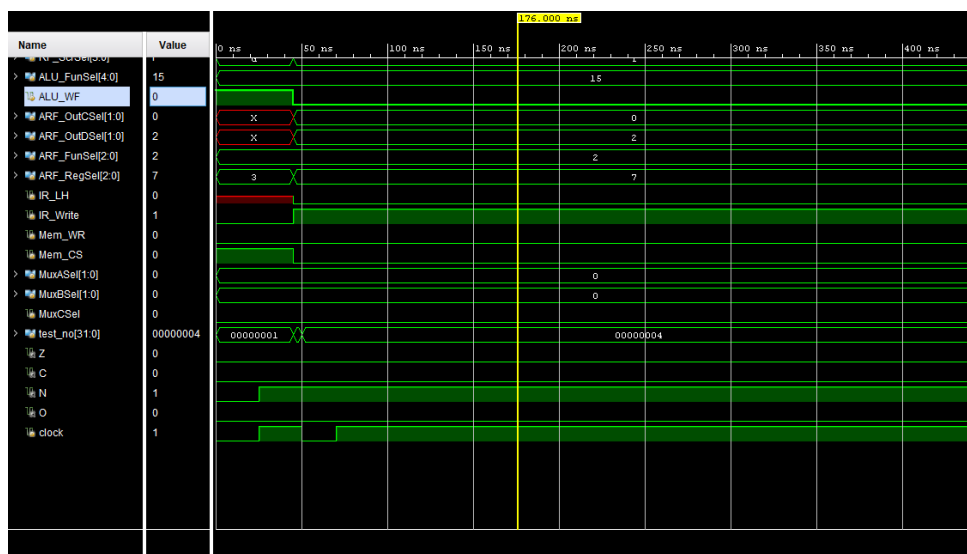 176.000 ns
Name Value 0 ns 50 ns 100 ns 150 ns 200 ns 250 ns 300 ns 350 ns 400 ns
ALU_FunSel[4:0] 15 15
ALU_WF 0
ARF_OutCSel[1:0] 0 X 0
ARF_OutDSel[1:0] 2 X 2
ARF_FunSel[2:0] 2 2
ARF_RegSel[2:0] 7 3 7
IR_LH 0
IR_Write 1
Mem_WR 0
Mem_CS 0
MuxASel[1:0] 0 0
MuxBSel[1:0] 0 0
MuxCSel 0
test_no[31:0] 00000004 00000001 00000004
Z 0
C 0
N 1
O 0
clock 1